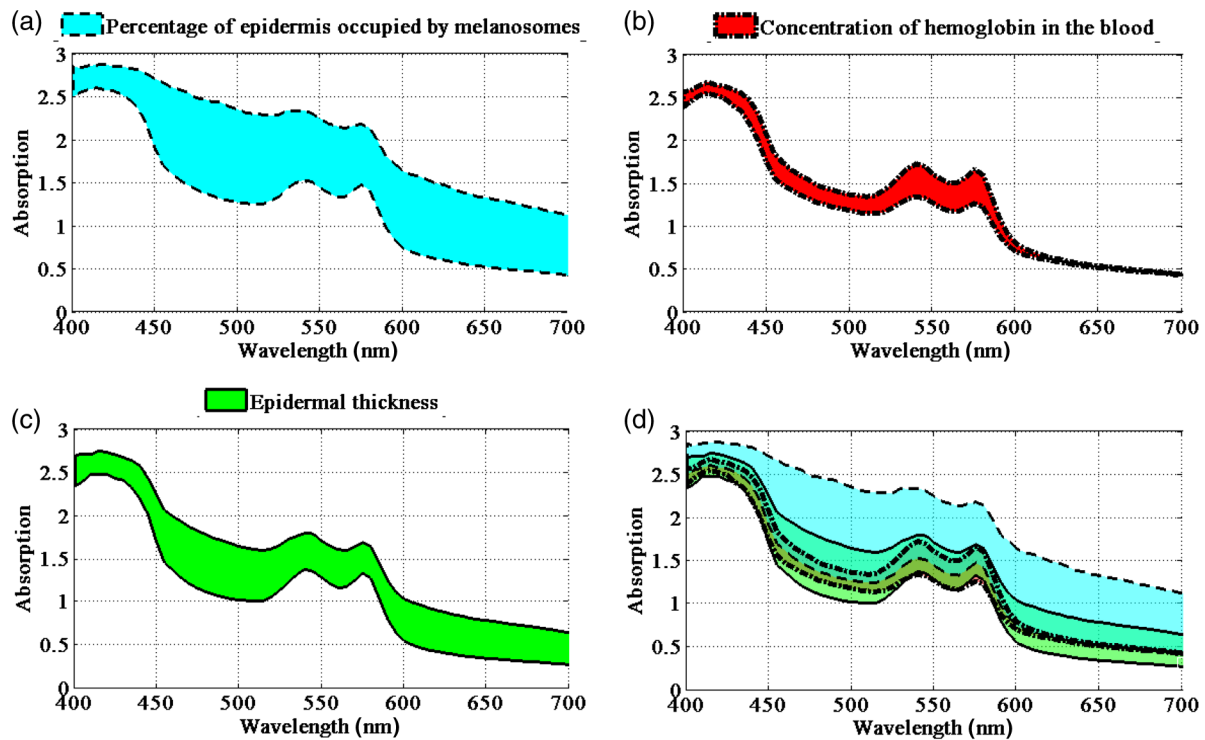 (a) Percentage of epidermis occupied by melanosomes
3
2.5
2
1.5
1
0.5
0
Absorption
400 450 500 550 600 650 700
Wavelength (nm)
(b) Concentration of hemoglobin in the blood
3
2.5
2
1.5
1
0.5
0
Absorption
400 450 500 550 600 650 700
Wavelength (nm)
(c) Epidermal thickness
3
2.5
2
1.5
1
0.5
0
Absorption
400 450 500 550 600 650 700
Wavelength (nm)
(d)
3
2.5
2
1.5
1
0.5
0
Absorption
400 450 500 550 600 650 700
Wavelength (nm)